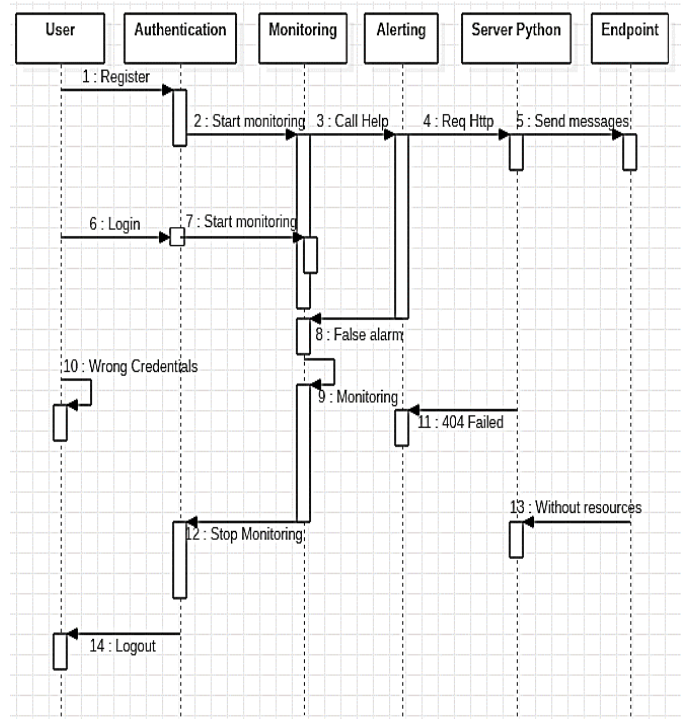 User
Authentication
Monitoring
Alerting
Server Python
Endpoint
1 : Register
2 : Start monitoring
3 : Call Help
4 : Req Http
5 : Send messages
6 : Login
7 : Start monitoring
8 : False alarm
10 : Wrong Credentials
9 : Monitoring
11 : 404 Failed
13 : Without resources
12 : Stop Monitoring
14 : Logout